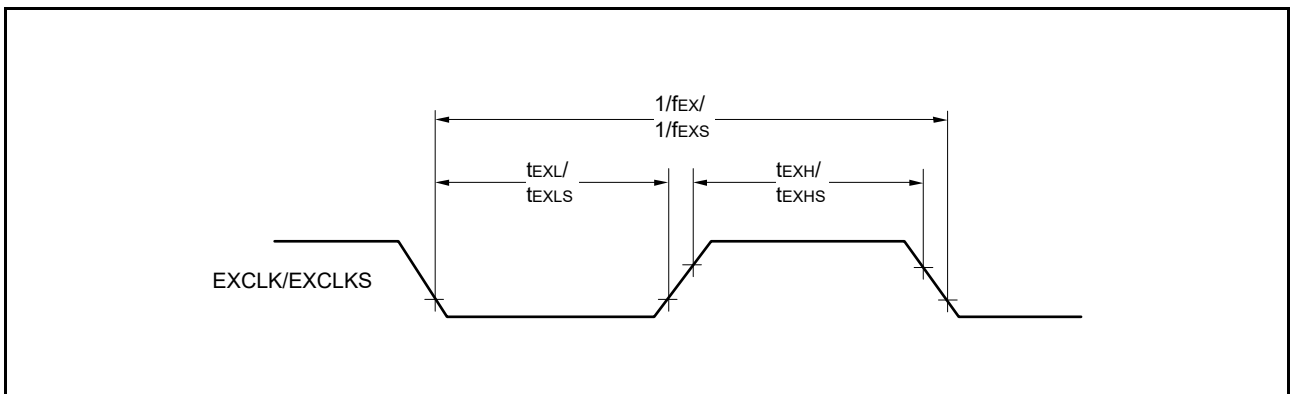 1/fEX/
1/fEXS
tEXL/
tEXLS
tEXH/
tEXHS
EXCLK/EXCLKS